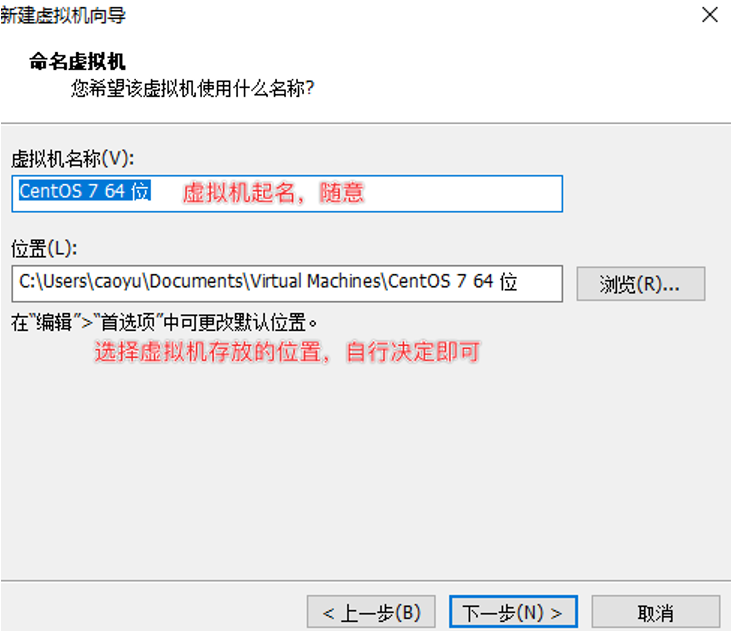 新建虚拟机向导
命名虚拟机
您希望该虚拟机使用什么名称?
虚拟机名称(V):
CentOS 7 64 位 虚拟机起名，随意
位置(L):
C:\Users\caoyu\Documents\Virtual Machines\CentOS 7 64 位 浏览(R)...
在“编辑”>“首选项”中可更改默认位置。
选择虚拟机存放的位置，自行决定即可
< 上一步(B) 下一步(N) > 取消